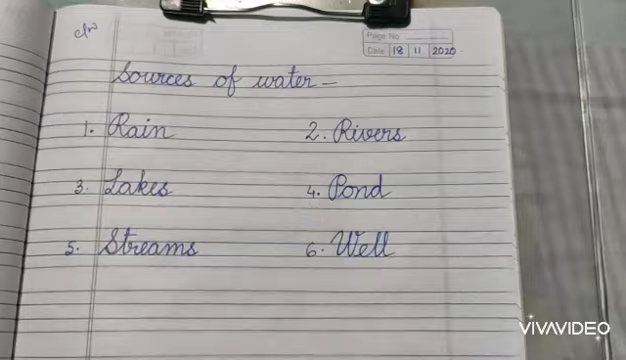 c/w
Page No
Date 18 11 2020
Sources of water –
1. Rain 2. Rivers
3. Lakes 4. Pond
5. Streams 6. Well
VIVAVIDEO